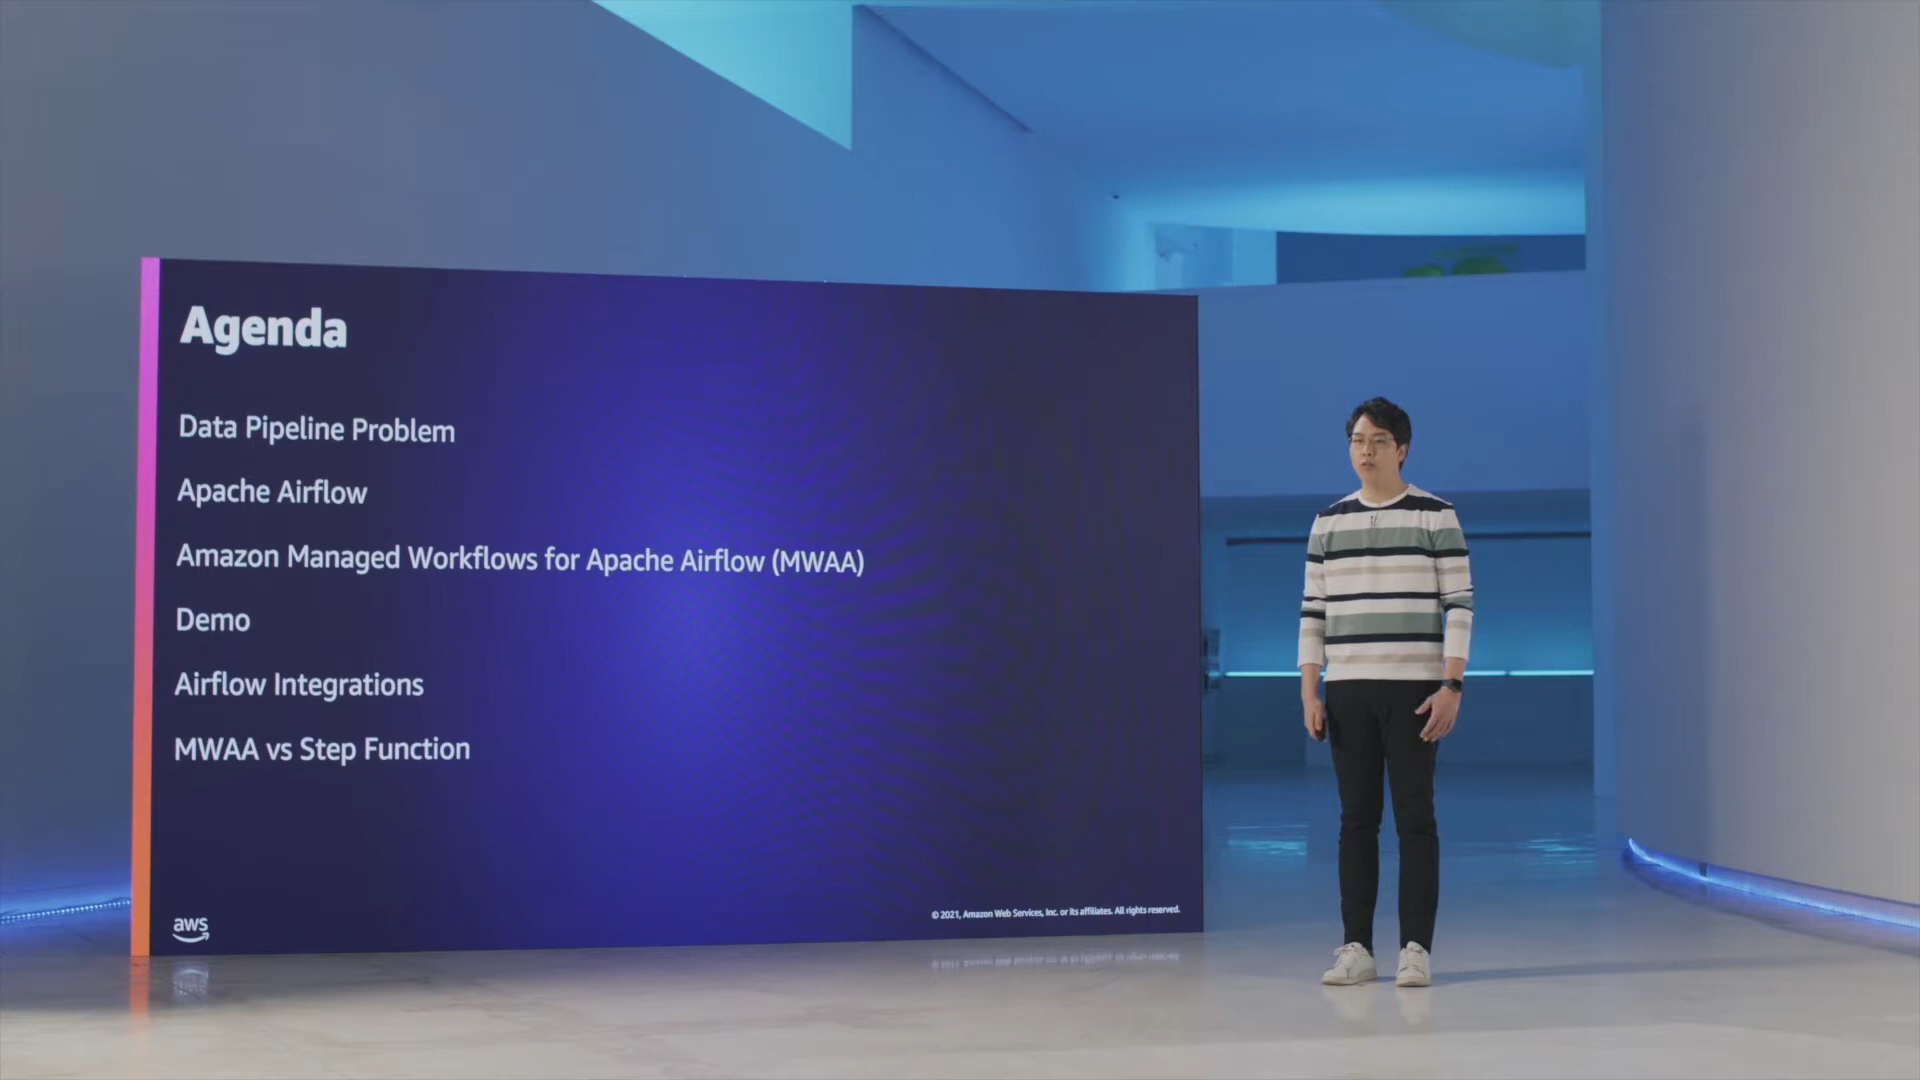 Agenda
Data Pipeline Problem
Apache Airflow
Amazon Managed Workflows for Apache Airflow (MWAA)
Demo
Airflow Integrations
MWAA vs Step Function
aws
© 2021, Amazon Web Services, Inc. or its affiliates. All rights reserved.